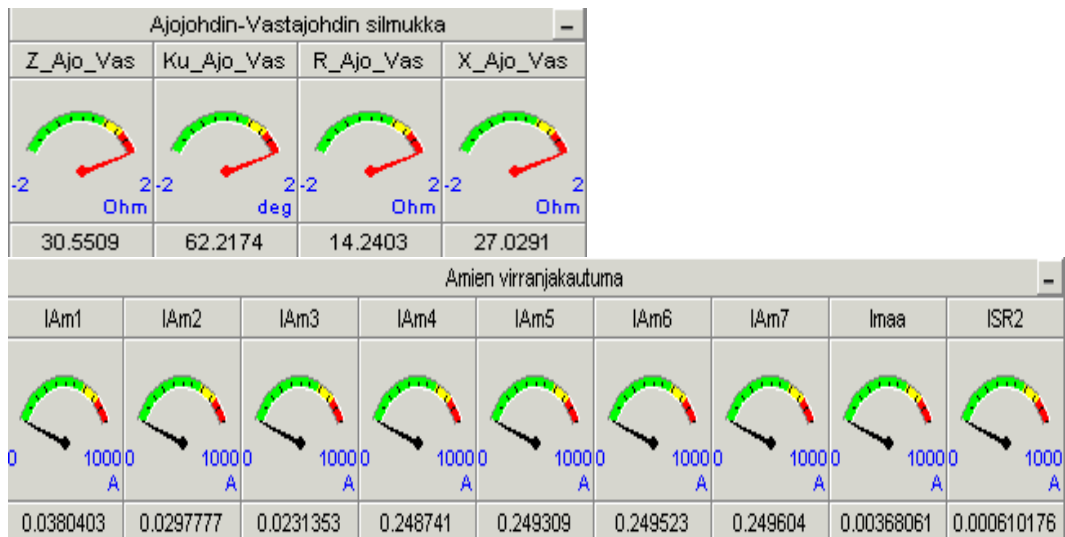 Ajojohdin-Vastajohdin silmukka
Z_Ajo_Vas Ku_Ajo_Vas R_Ajo_Vas X_Ajo_Vas
-2 2 -2 2 -2 2 -2 2
Ohm deg Ohm Ohm
30.5509 62.2174 14.2403 27.0291
Amien virranjakautuma
IAm1 IAm2 IAm3 IAm4 IAm5 IAm6 IAm7 Imaa ISR2
0 1000 0 1000 0 1000 0 1000 0 1000 0 1000 0 1000 0 1000 0 1000
A A A A A A A A A
0.0380403 0.0297777 0.0231353 0.248741 0.249309 0.249523 0.249604 0.00368061 0.000610176